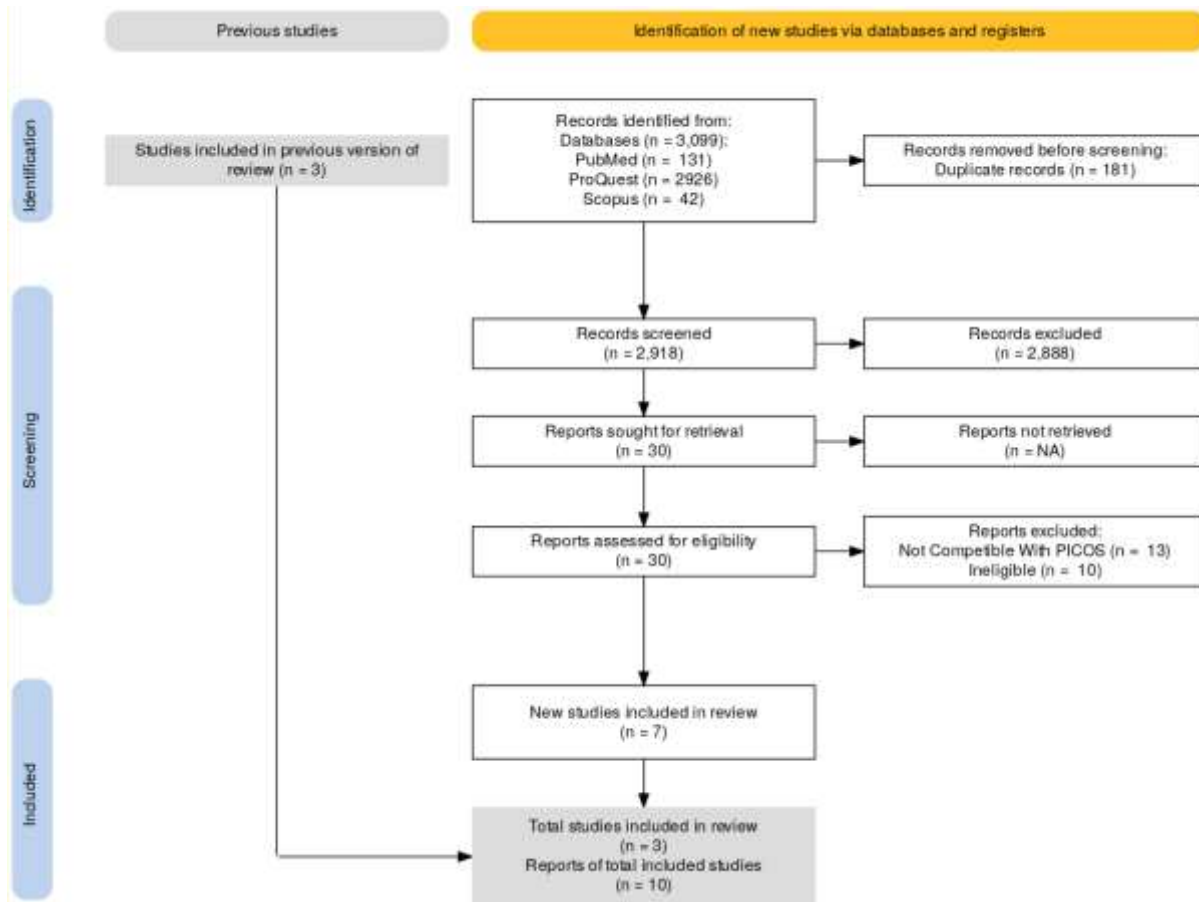 Previous studies
Identification of new studies via databases and registers
Identification
Studies included in previous version of
review (n = 3)
Records identified from:
Databases (n = 3,099):
PubMed (n = 131)
ProQuest (n = 2926)
Scopus (n = 42)
Records removed before screening:
Duplicate records (n = 181)
Screening
Records screened
(n = 2,918)
Records excluded
(n = 2,888)
Reports sought for retrieval
(n = 30)
Reports not retrieved
(n = NA)
Reports assessed for eligibility
(n = 30)
Reports excluded:
Not Competible With PICOS (n = 13)
Ineligible (n = 10)
Included
New studies included in review
(n = 7)
Total studies included in review
(n = 3)
Reports of total included studies
(n = 10)